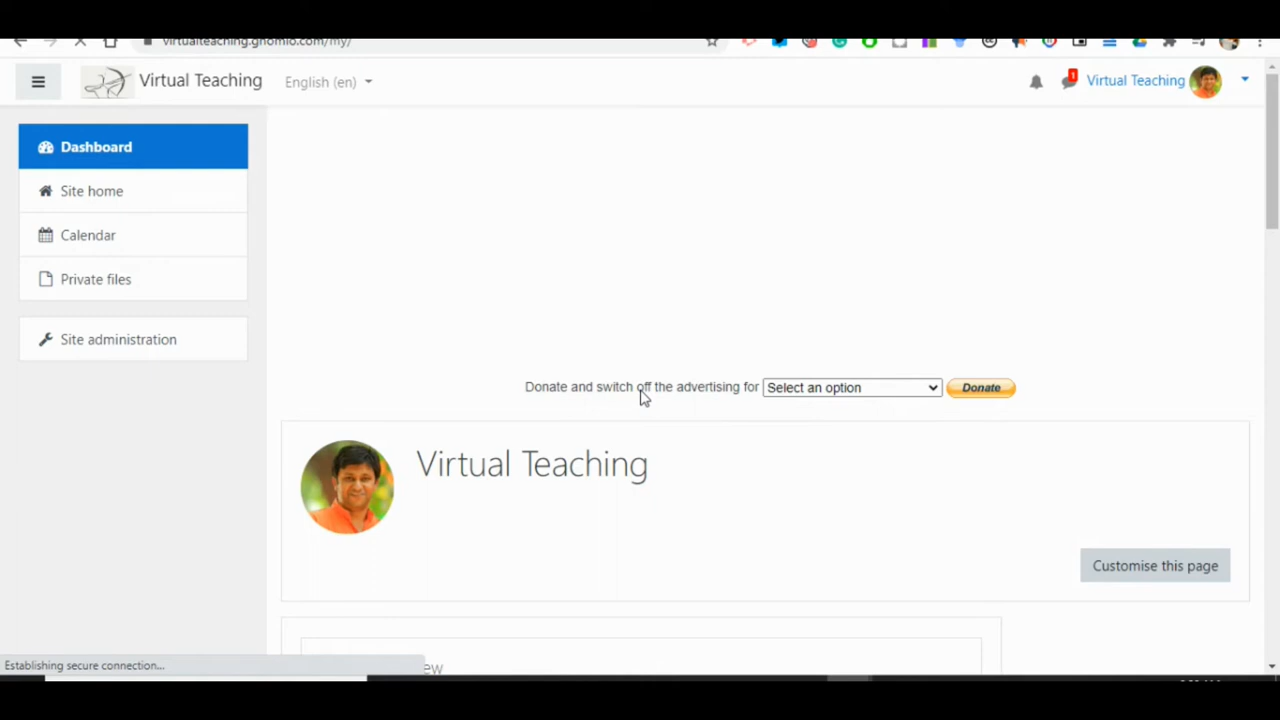 virtualteaching.gnomio.com/my/
Virtual Teaching
English (en)
1
Virtual Teaching
Dashboard
Site home
Calendar
Private files
Site administration
Donate and switch off the advertising for Select an option Donate
Virtual Teaching
Customise this page
Establishing secure connection...